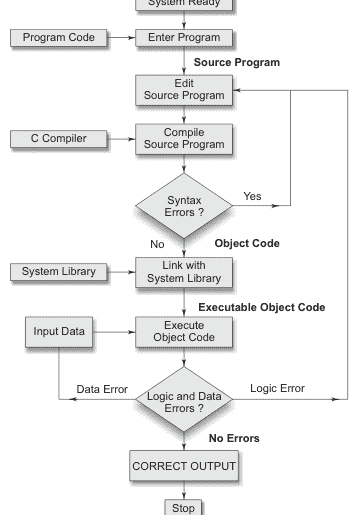 System Ready
Program Code
Enter Program
Source Program
Edit
Source Program
C Compiler
Compile
Source Program
Syntax
Errors ?
Yes
No
Object Code
System Library
Link with
System Library
Executable Object Code
Input Data
Execute
Object Code
Data Error
Logic and Data
Errors ?
Logic Error
No Errors
CORRECT OUTPUT
Stop